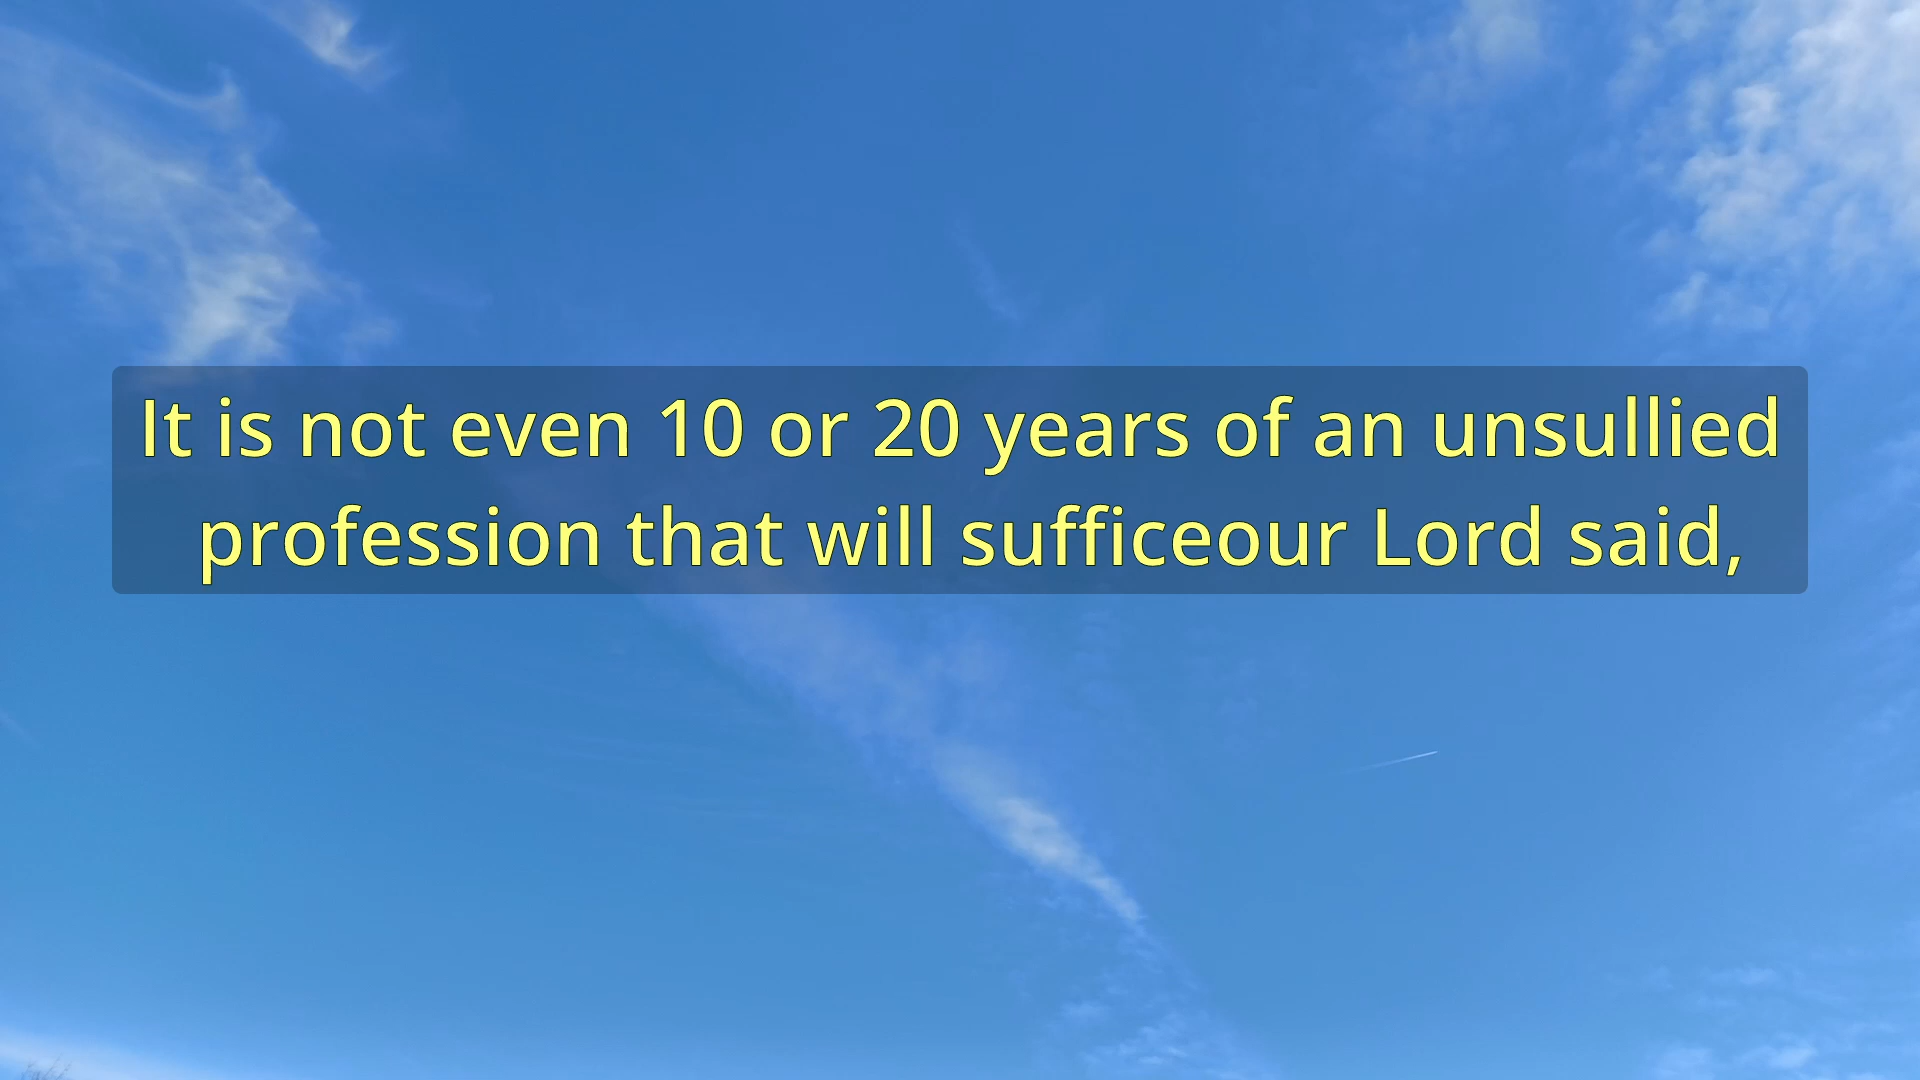 It is not even 10 or 20 years of an unsullied
profession that will sufficeour Lord said,